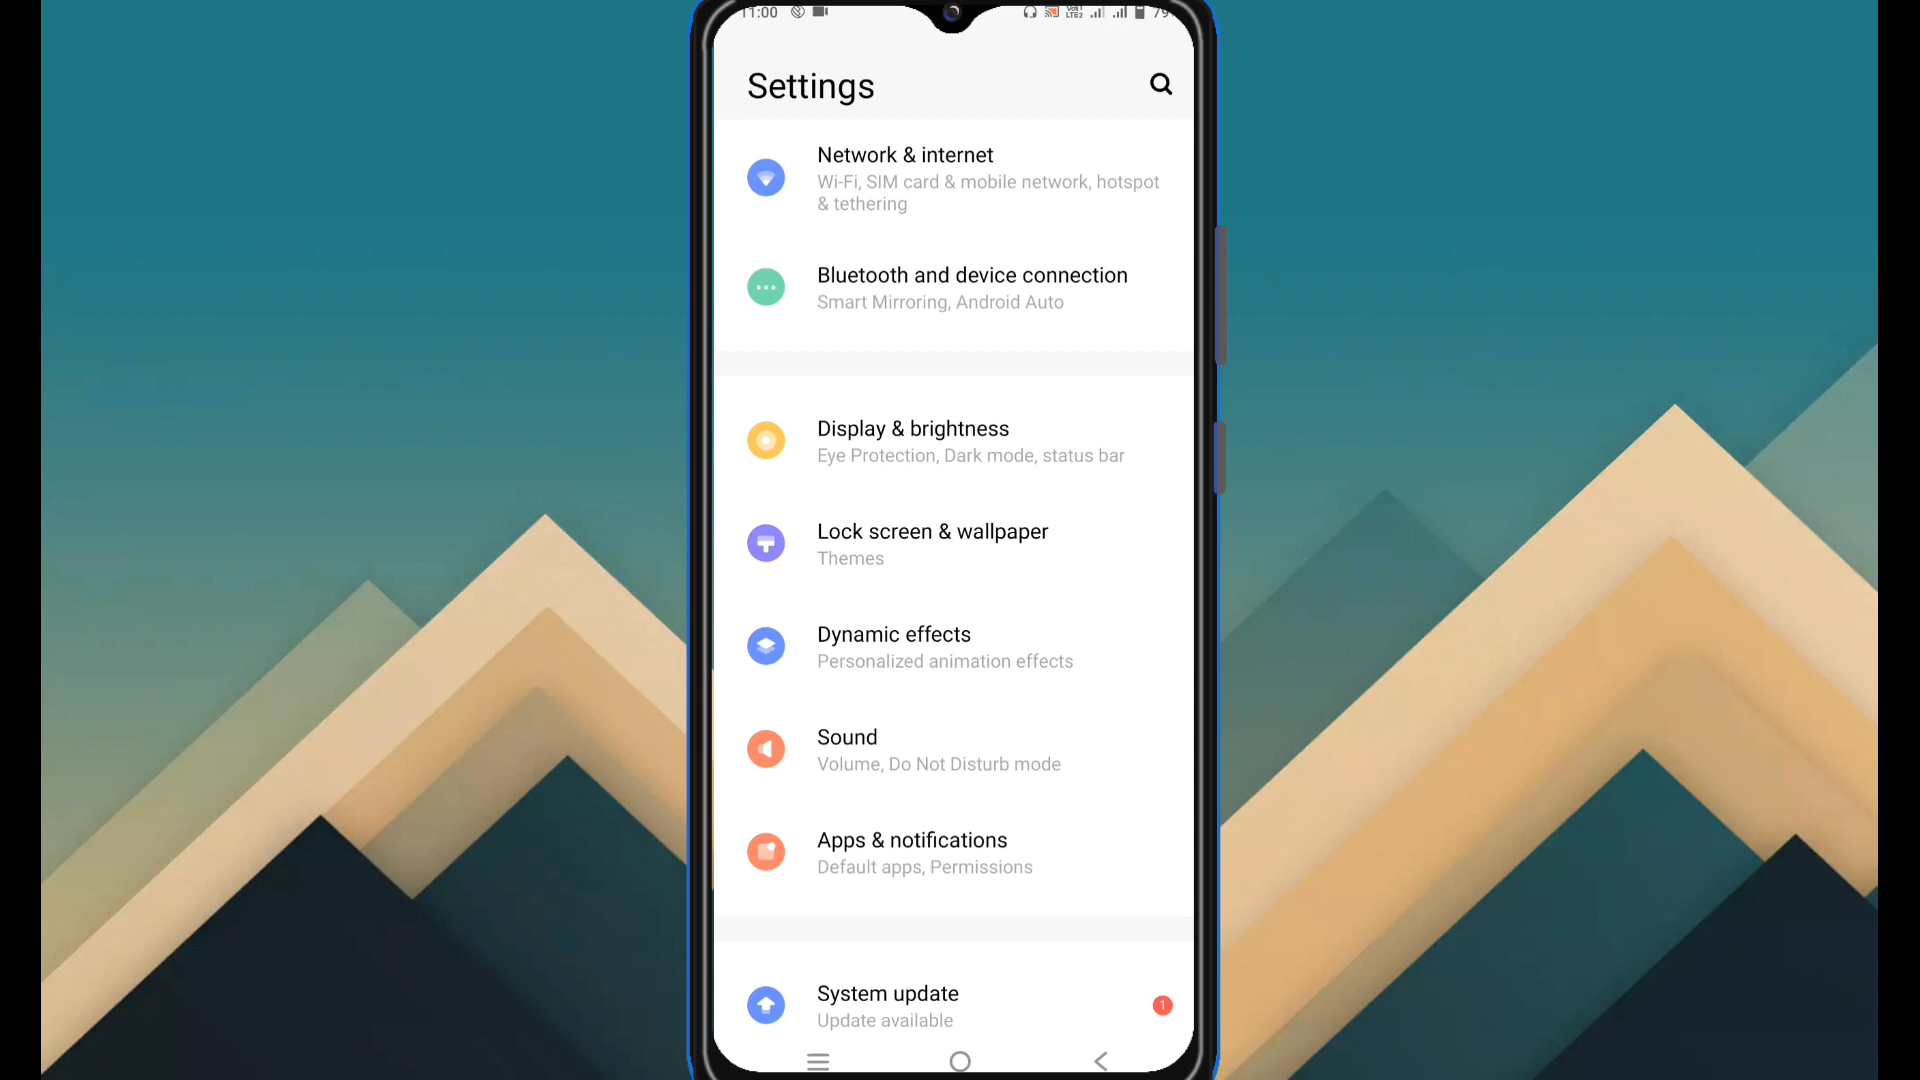 11:00
Settings
Network & internet
Wi-Fi, SIM card & mobile network, hotspot
& tethering
Bluetooth and device connection
Smart Mirroring, Android Auto
Display & brightness
Eye Protection, Dark mode, status bar
Lock screen & wallpaper
Themes
Dynamic effects
Personalized animation effects
Sound
Volume, Do Not Disturb mode
Apps & notifications
Default apps, Permissions
System update
1
Update available